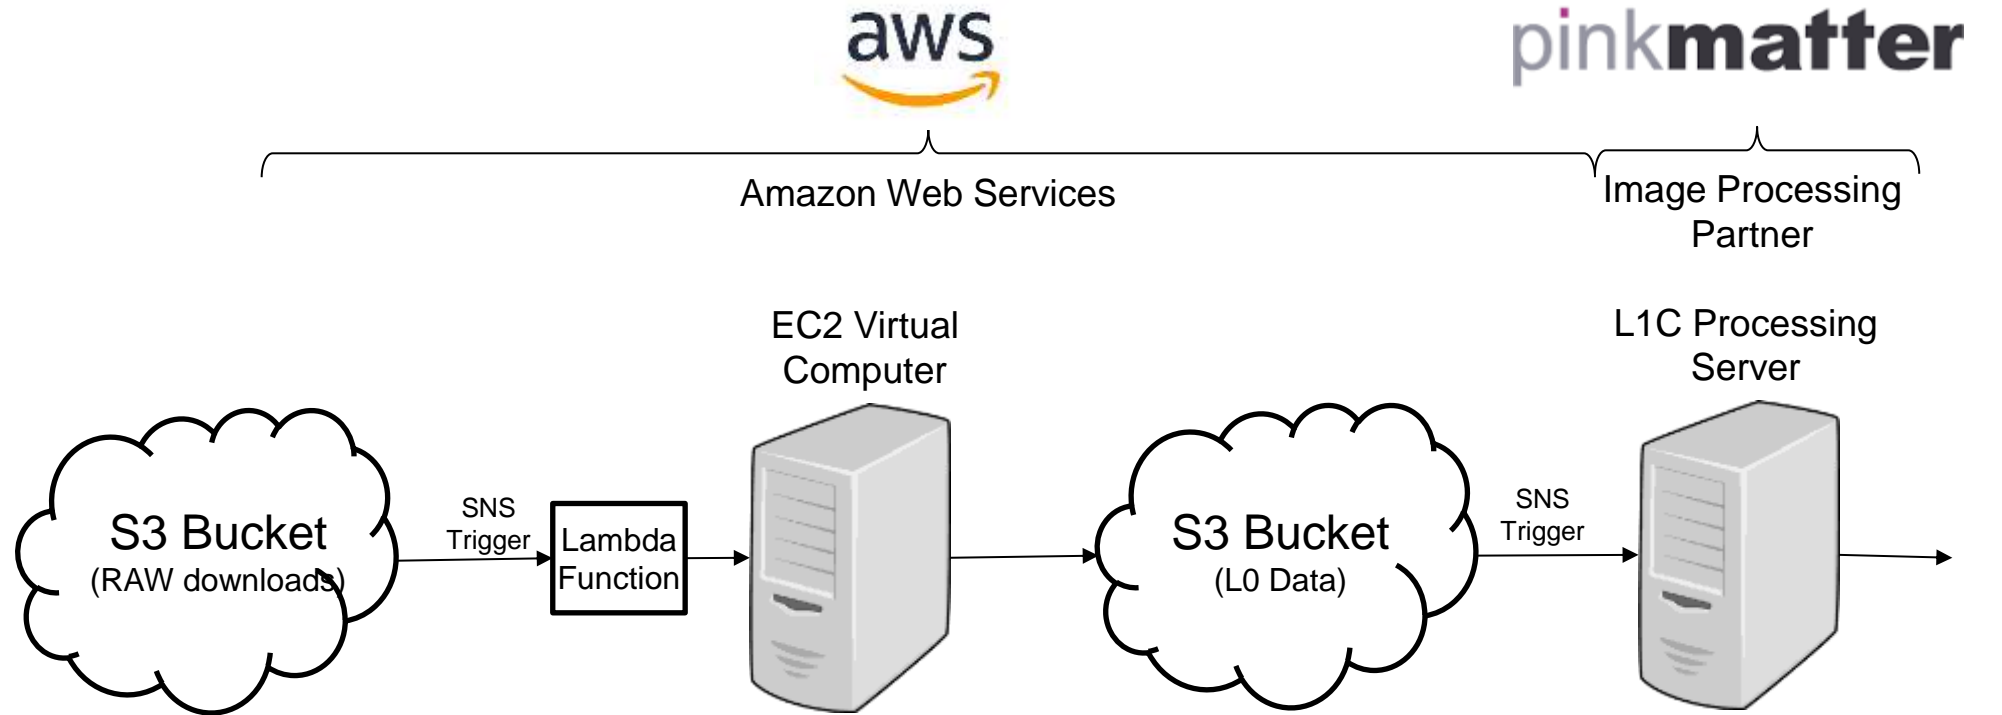 aws
pinkmatter
Amazon Web Services
Image Processing
Partner
EC2 Virtual
Computer
L1C Processing
Server
S3 Bucket
(RAW downloads)
SNS
Trigger
Lambda
Function
S3 Bucket
(L0 Data)
SNS
Trigger